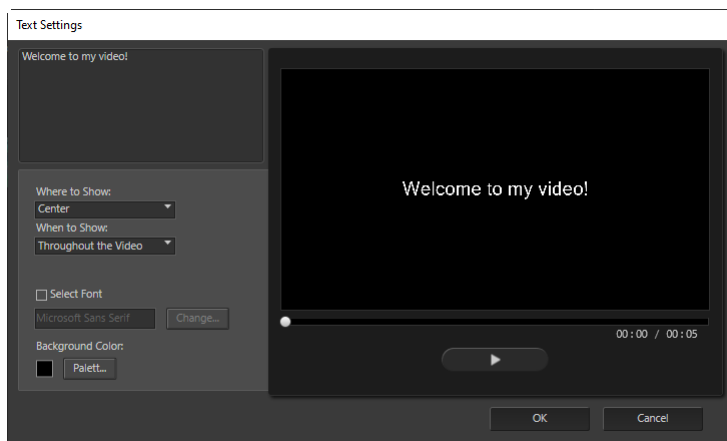 Text Settings
Welcome to my video!
Welcome to my video!
Where to Show:
Center
When to Show:
Throughout the Video
Select Font
Microsoft Sans Serif
Change...
Background Color:
Palett...
00:00 / 00:05
OK
Cancel